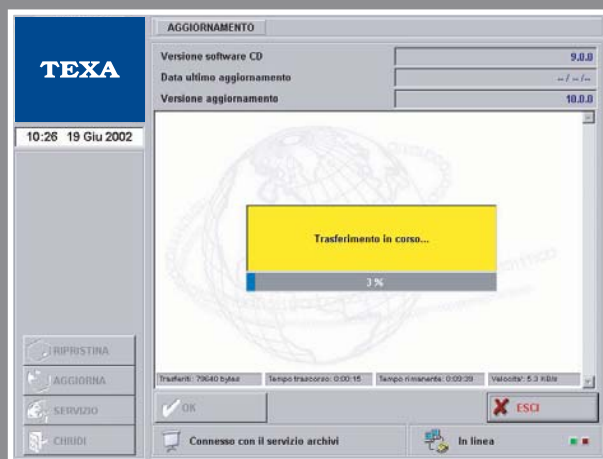 AGGIORNAMENTO
TEXA
Versione software CD 9.0.0
Data ultimo aggiornamento --/--/--
Versione aggiornamento 10.0.0
10:26 19 Giu 2002
Trasferimento in corso...
3 %
RIPRISTINA
AGGIORNA
SERVIZIO
CHIUDI
Trasferiti: 79640 bytes Tempo trascorso: 0:00:15 Tempo rimanente: 0:09:39 Velocita': 5.3 KB/s
OK
ESCI
Connesso con il servizio archivi
In linea